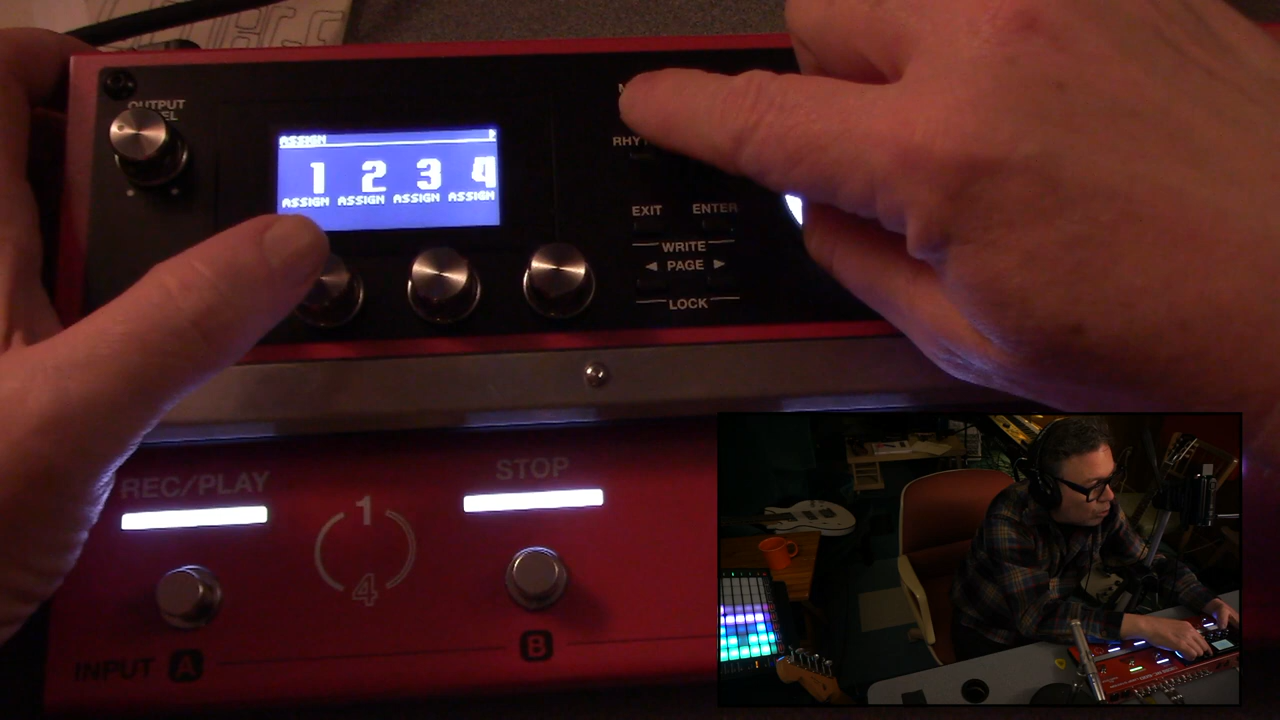 OUTPUT
ASSIGN
1 2 3 4
ASSIGN ASSIGN ASSIGN ASSIGN
EXIT ENTER
WRITE
◄ PAGE ►
LOCK
REC/PLAY
STOP
1
4
INPUT A
B